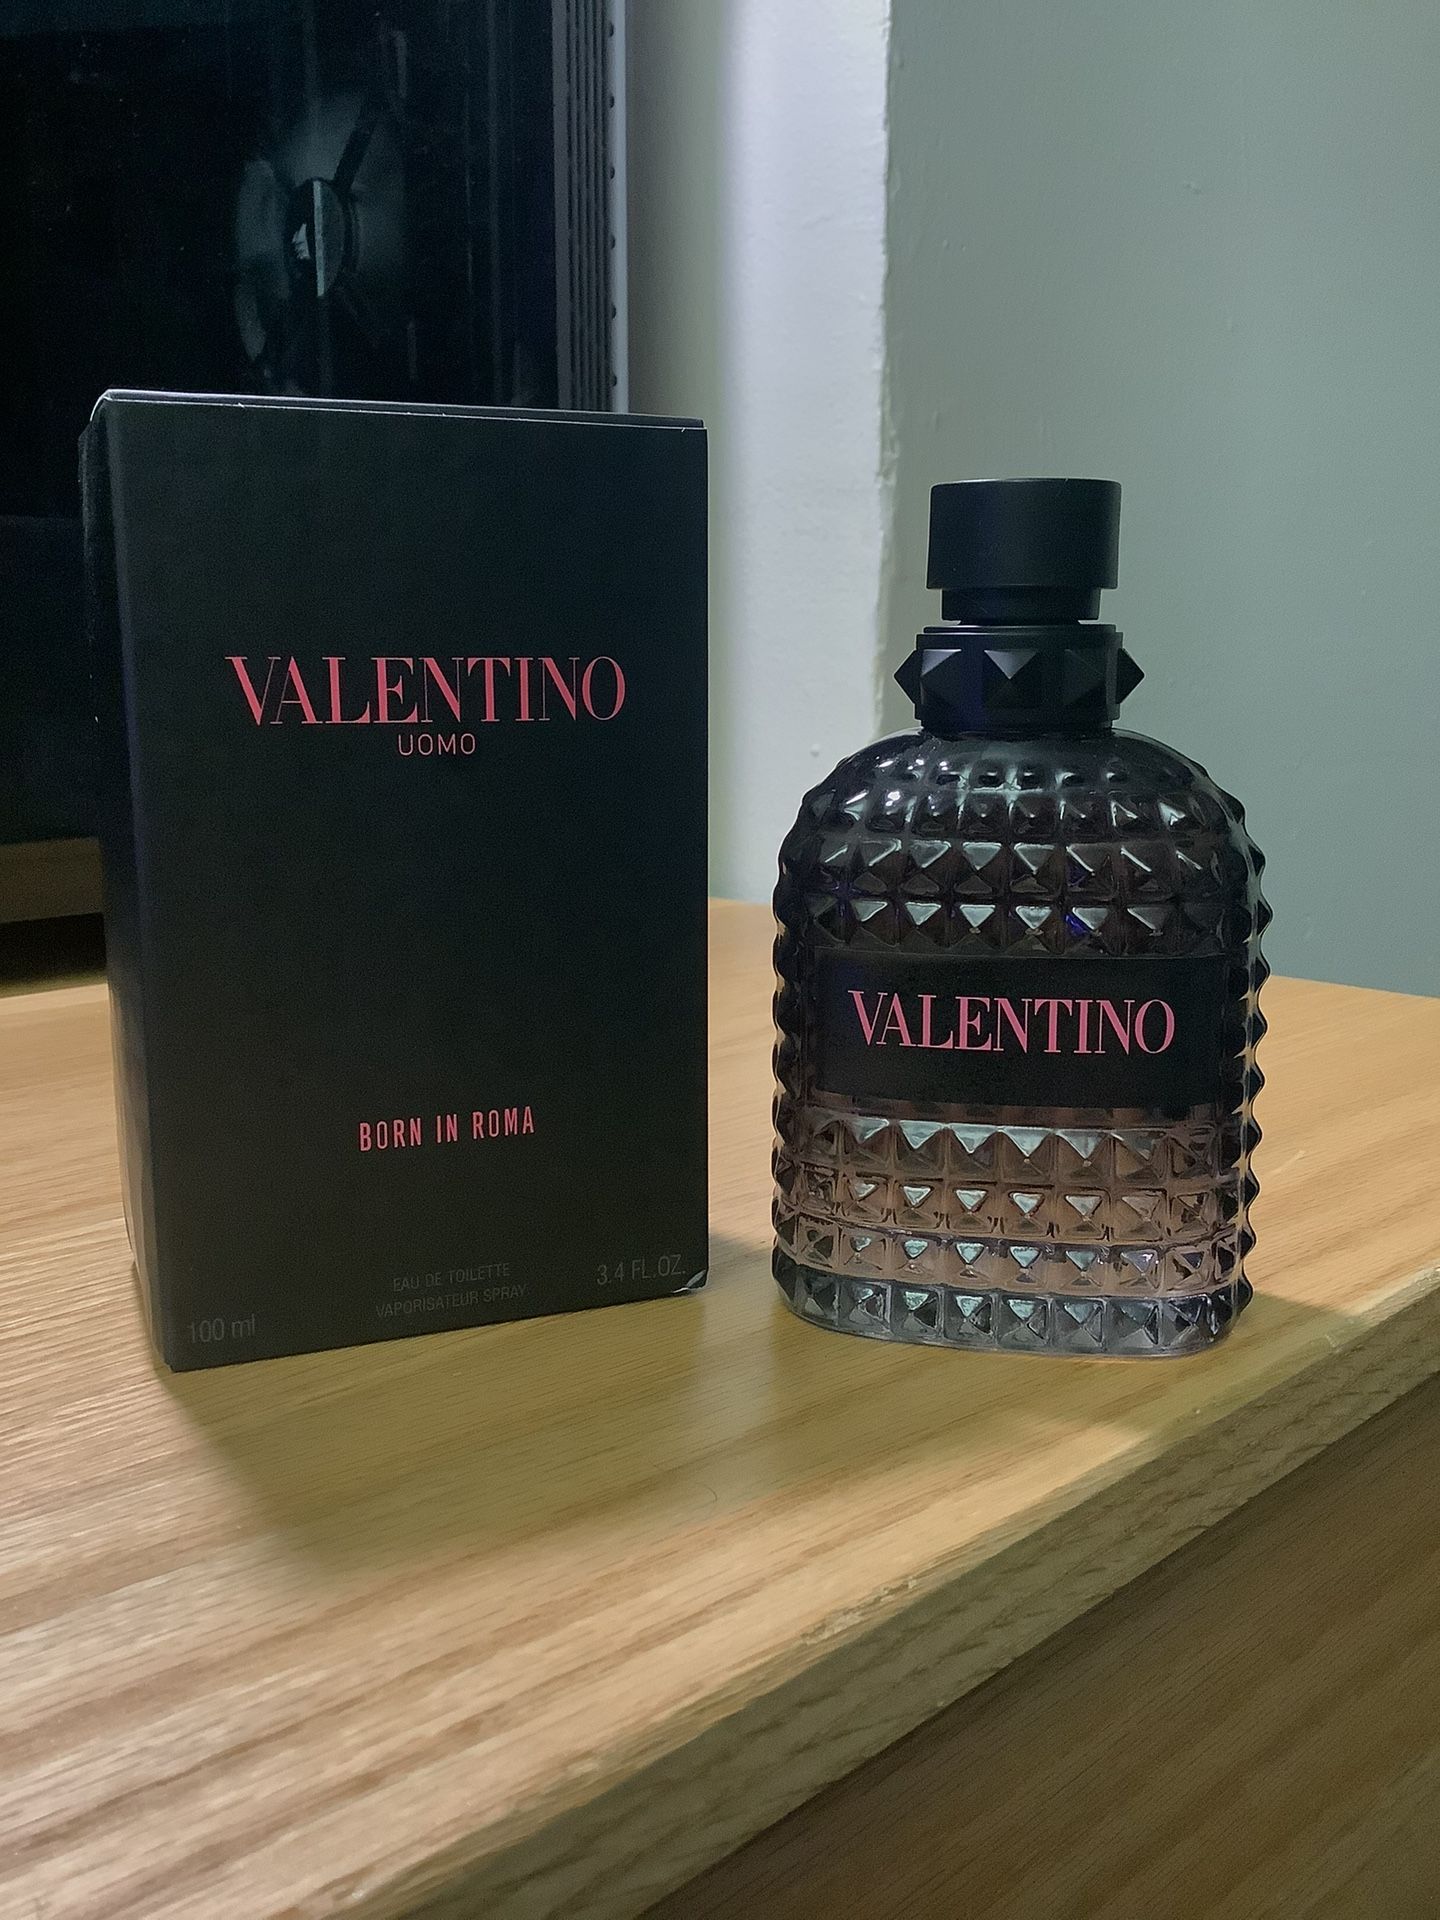 VALENTINO
UOMO
BORN IN ROMA
EAU DE TOILETTE
VAPORISATEUR SPRAY
100 ml
3.4 FL.OZ.
VALENTINO